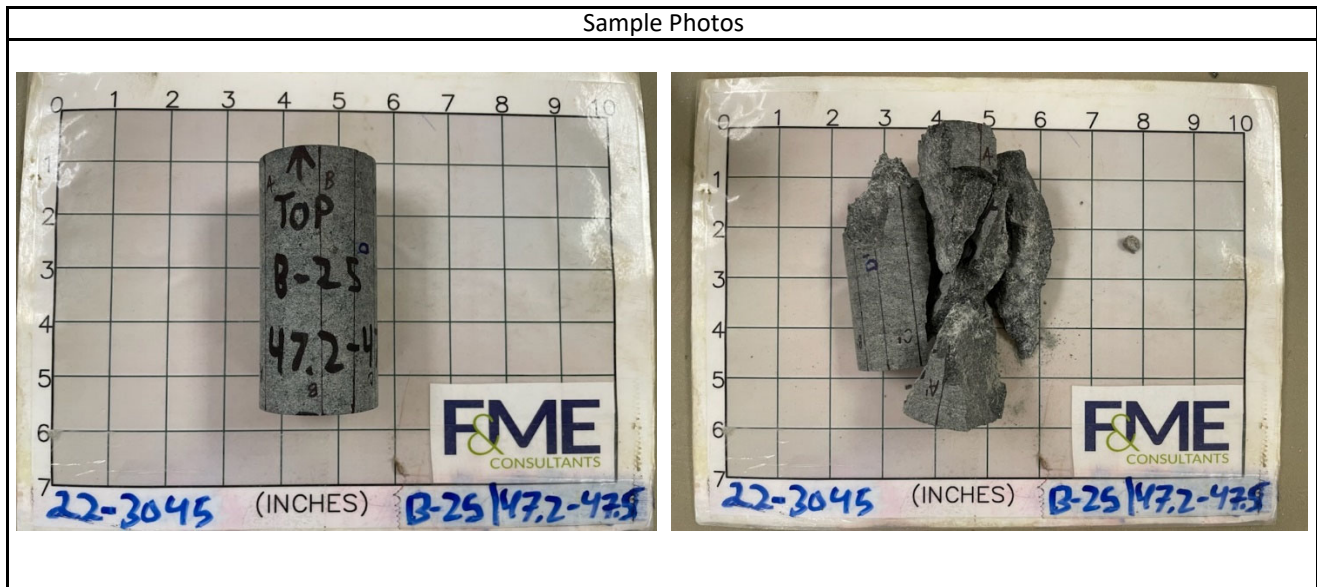 Sample Photos
0 1 2 3 4 5 6 7 8 9 10
1
2
3
4
5
6
7
A B
TOP
D
B-25
47.2-4
B
F&ME
CONSULTANTS
22-3045 (INCHES) B-25|47.2-47.5
0 1 3 4 5 6 7 8 9 10
1
2
3
4
5
6
7
A
D'
C'
A'
F&ME
CONSULTANTS
22-3045 (INCHES) B-25|47.2-47.5